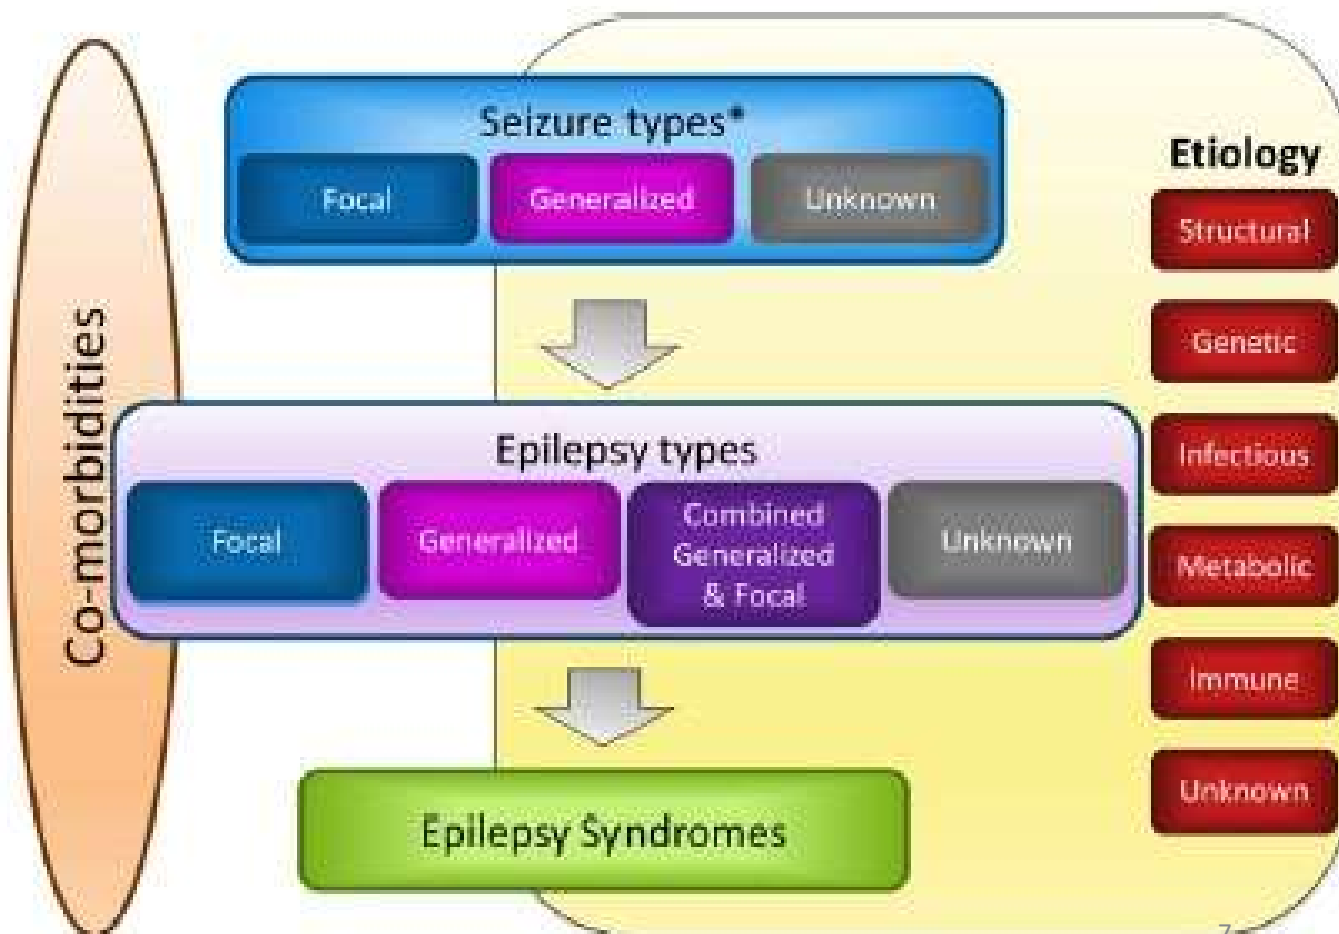 Co-morbidities
Seizure types*
Focal
Generalized
Unknown
Epilepsy types
Focal
Generalized
Combined
Generalized
& Focal
Unknown
Epilepsy Syndromes
Etiology
Structural
Genetic
Infectious
Metabolic
Immune
Unknown
7